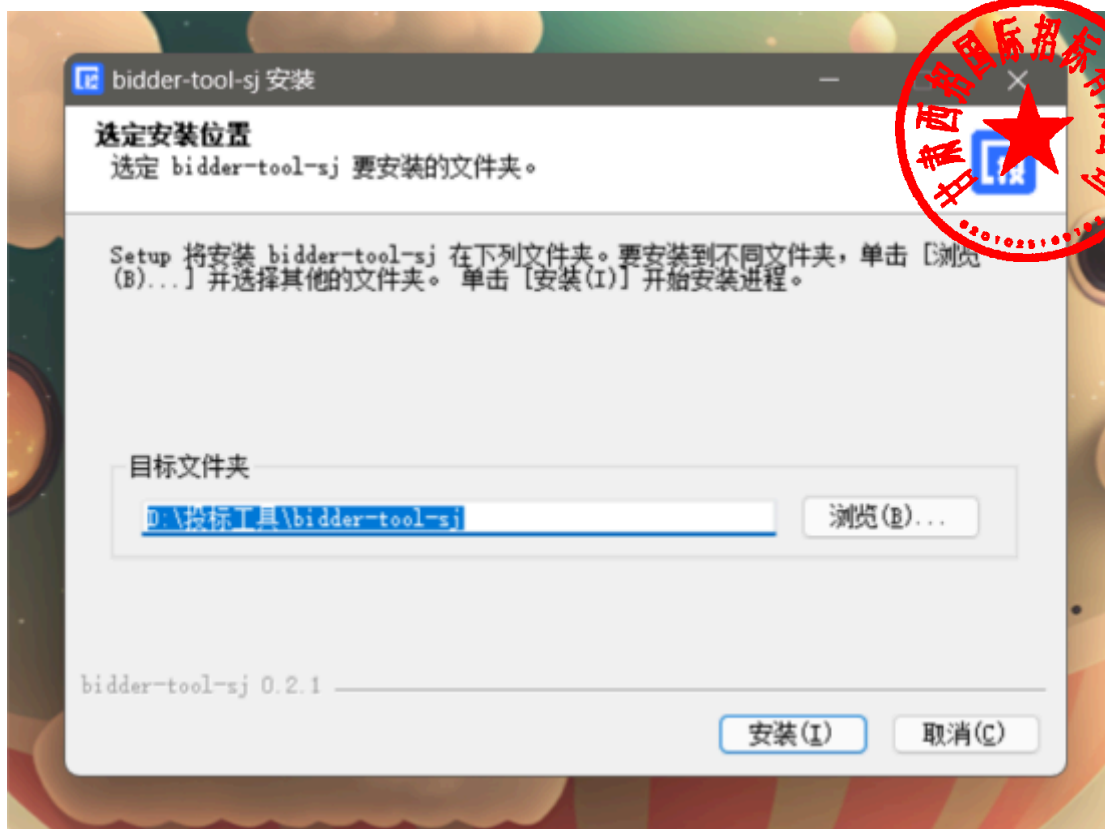 bidder-tool-sj 安装
选定安装位置
选定 bidder-tool-sj 要安装的文件夹。
Setup 将安装 bidder-tool-sj 在下列文件夹。要安装到不同文件夹，单击 [浏览
(B)...] 并选择其他的文件夹。 单击 [安装(I)] 开始安装进程。
目标文件夹
D:\投标工具\bidder-tool-sj
浏览(B)...
bidder-tool-sj 0.2.1
安装(I)
取消(C)
甘肃西招国际招标有
司